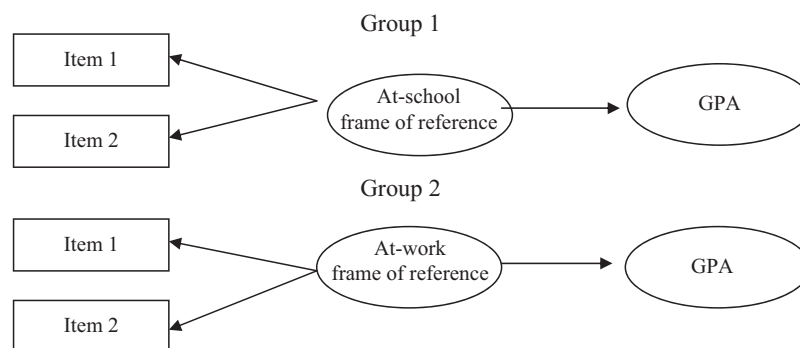 Group 1
Item 1
At-school
frame of reference
GPA
Item 2
Group 2
Item 1
At-work
frame of reference
GPA
Item 2